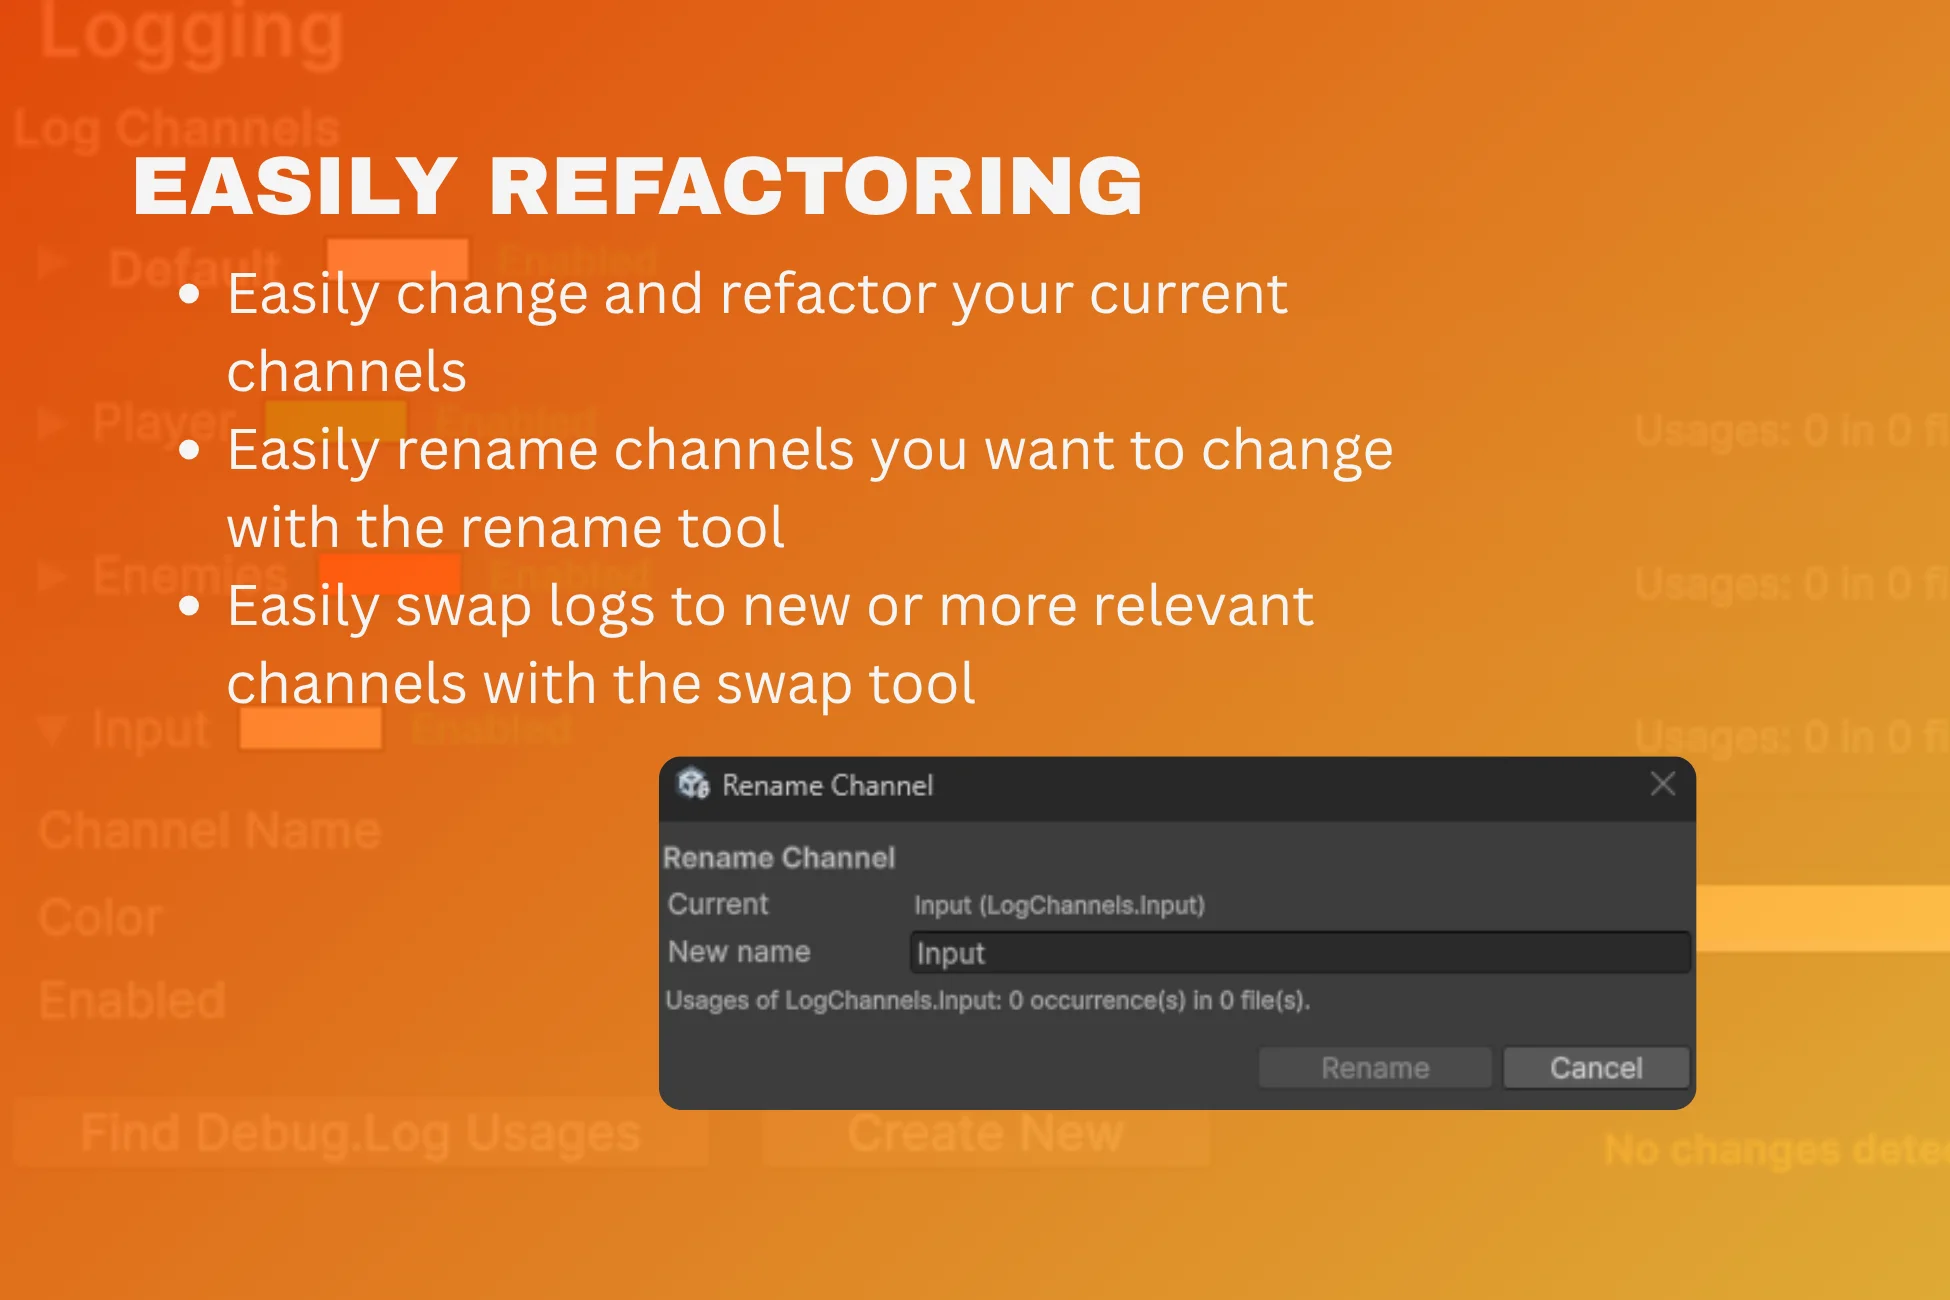 Logging
Log Channels
EASILY REFACTORING
Default Enabled
• Easily change and refactor your current
channels
Player Enabled Usages: 0 in 0 fi
• Easily rename channels you want to change
with the rename tool
Enemies Enabled Usages: 0 in 0 fi
• Easily swap logs to new or more relevant
channels with the swap tool
Input Enabled Usages: 0 in 0 fi
Rename Channel
Channel Name
Rename Channel
Color
Current Input (LogChannels.Input)
New name Input
Enabled
Usages of LogChannels.Input: 0 occurrence(s) in 0 file(s).
Rename Cancel
Find Debug.Log Usages Create New No changes dete